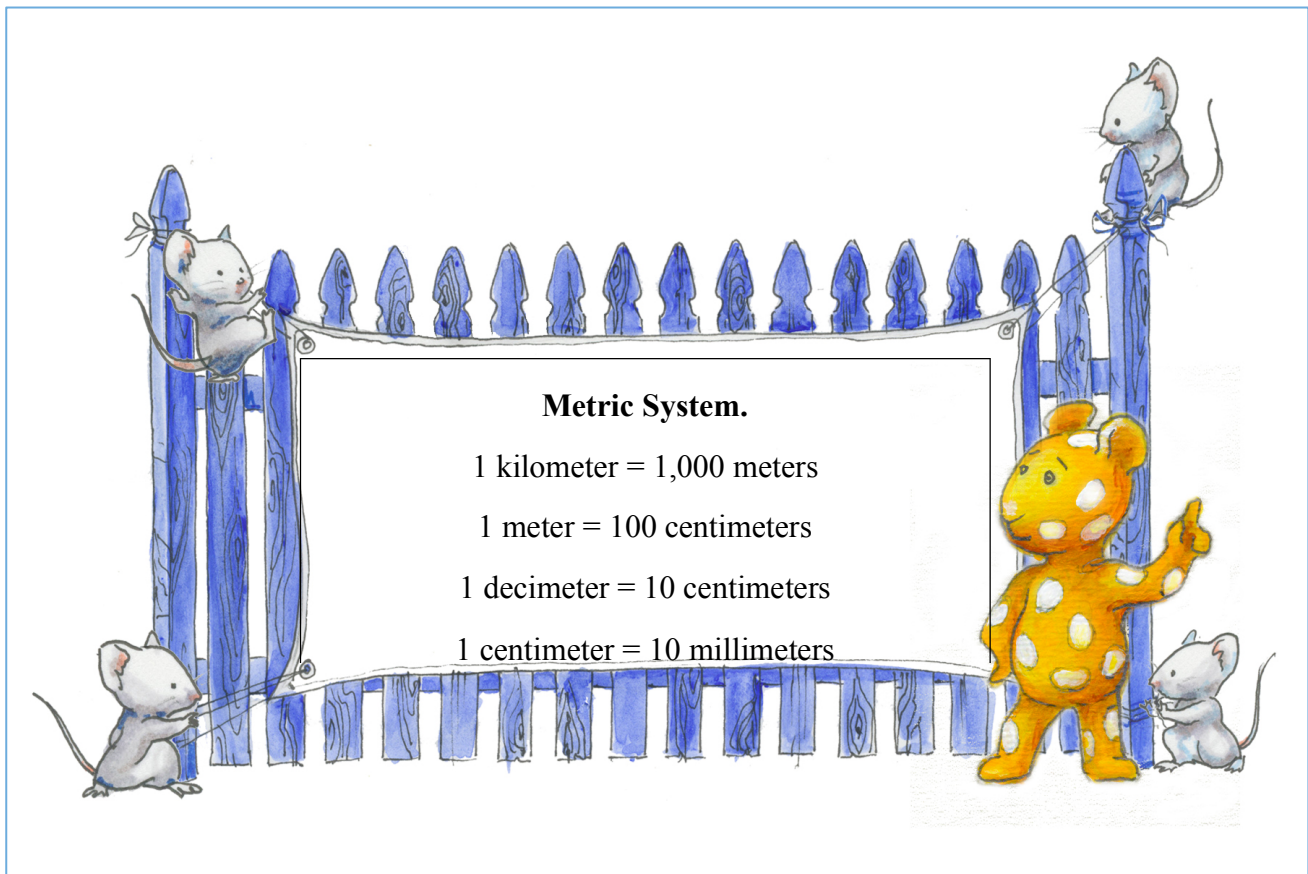 Metric System.
1 kilometer = 1,000 meters
1 meter = 100 centimeters
1 decimeter = 10 centimeters
1 centimeter = 10 millimeters